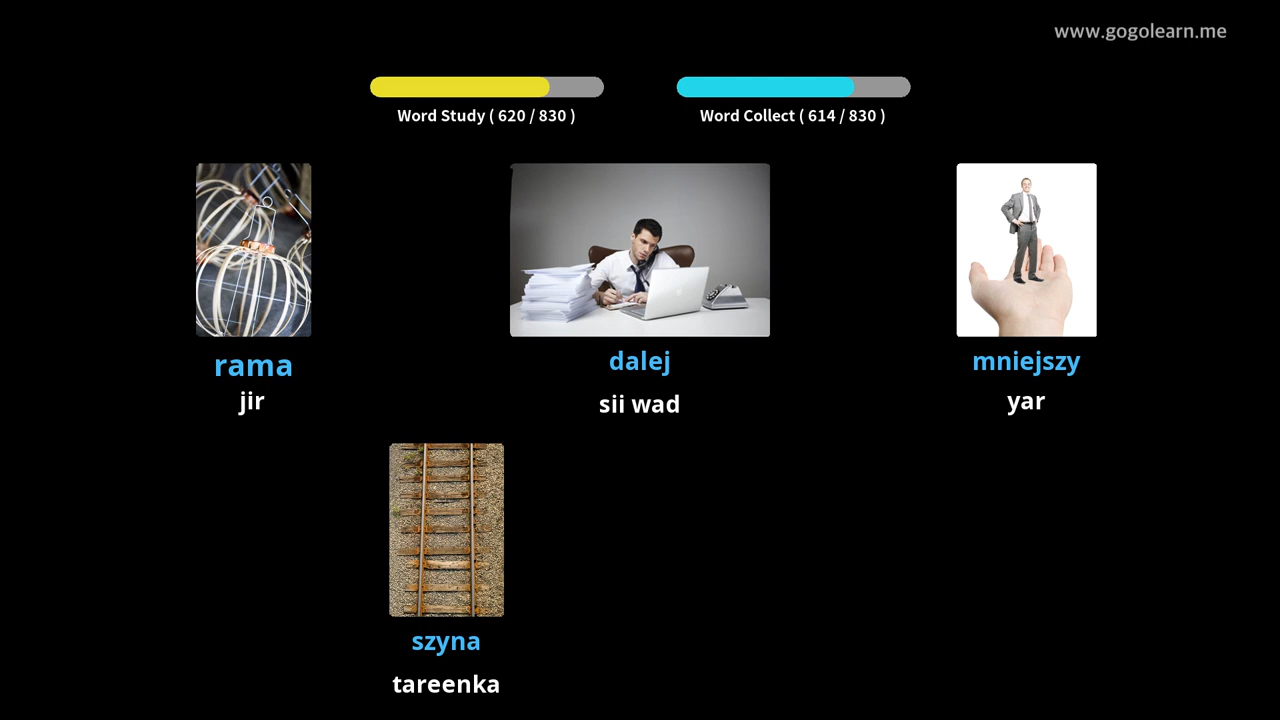 www.gogolearn.me
Word Study ( 620 / 830 )
Word Collect ( 614 / 830 )
rama
jir
dalej
sii wad
mniejszy
yar
szyna
tareenka